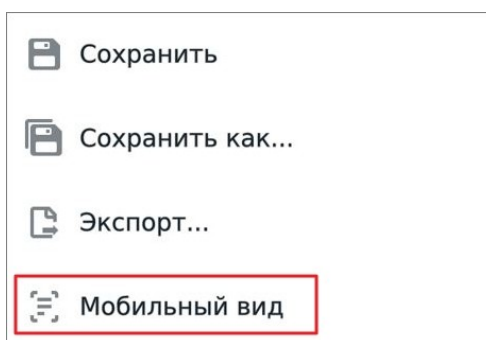 Сохранить
Сохранить как...
Экспорт...
Мобильный вид